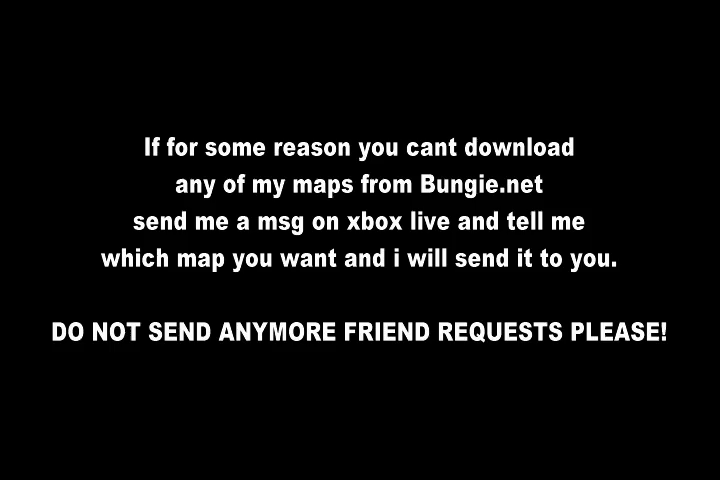 If for some reason you cant download
any of my maps from Bungie.net
send me a msg on xbox live and tell me
which map you want and i will send it to you.
DO NOT SEND ANYMORE FRIEND REQUESTS PLEASE!